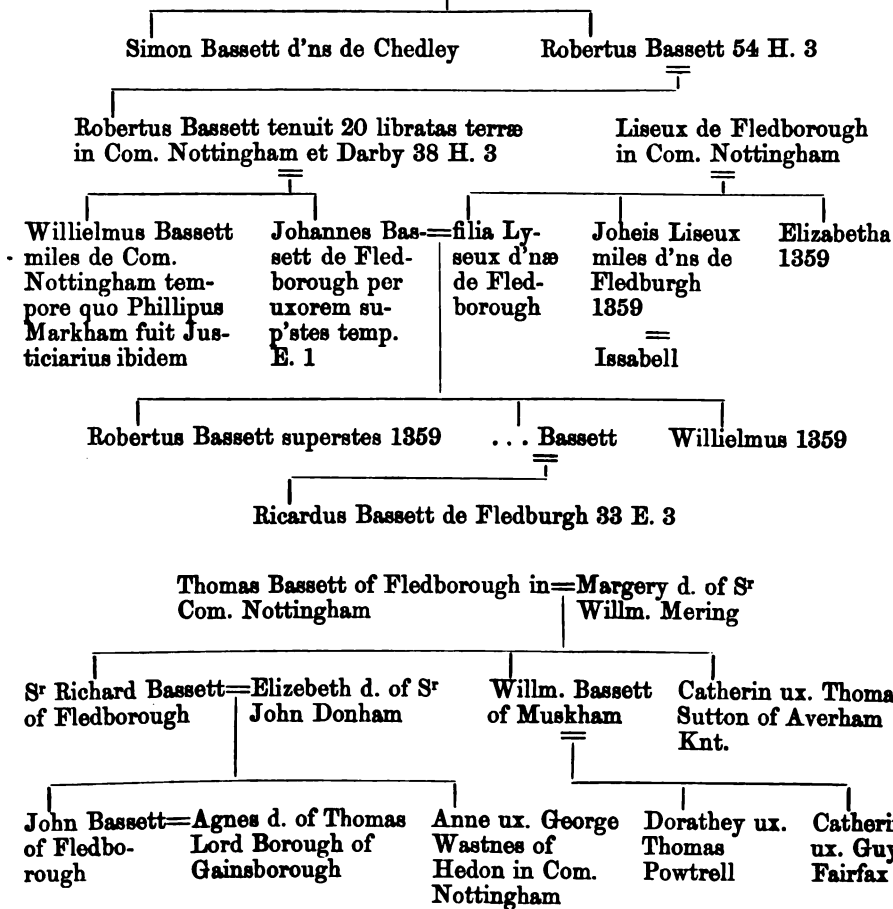 Simon Bassett d'ns de Chedley
Robertus Bassett 54 H. 3
Robertus Bassett tenuit 20 libratas terræ
in Com. Nottingham et Darby 38 H. 3
Liseux de Fledborough
in Com. Nottingham
Willielmus Bassett
miles de Com.
Nottingham tem-
pore quo Phillipus
Markham fuit Jus-
ticiarius ibidem
Johannes Bas-
sett de Fled-
borough per
uxorem su-
p'stes temp.
E. 1
=filia Ly-
seux d'næ
de Fled-
borough
Joheis Liseux
miles d'ns de
Fledburgh
1359
=
Issabell
Elizabetha
1359
Robertus Bassett superstes 1359
... Bassett
Willielmus 1359
Ricardus Bassett de Fledburgh 33 E. 3
Thomas Bassett of Fledborough in
Com. Nottingham
=Margery d. of Sr
Willm. Mering
Sr Richard Bassett
of Fledborough
=Elizebeth d. of Sr
John Donham
Willm. Bassett
of Muskham
Catherin ux. Thoma
Sutton of Averham
Knt.
John Bassett
of Fledbo-
rough
=Agnes d. of Thomas
Lord Borough of
Gainsborough
Anne ux. George
Wastnes of
Hedon in Com.
Nottingham
Dorathey ux.
Thomas
Powtrell
Catheri
ux. Guy
Fairfax